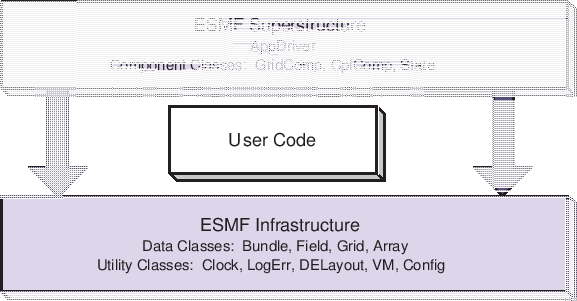 ESMF Superstructure
AppDriver
Component Classes: GridComp, CplComp, State
User Code
ESMF Infrastructure
Data Classes: Bundle, Field, Grid, Array
Utility Classes: Clock, LogErr, DELayout, VM, Config